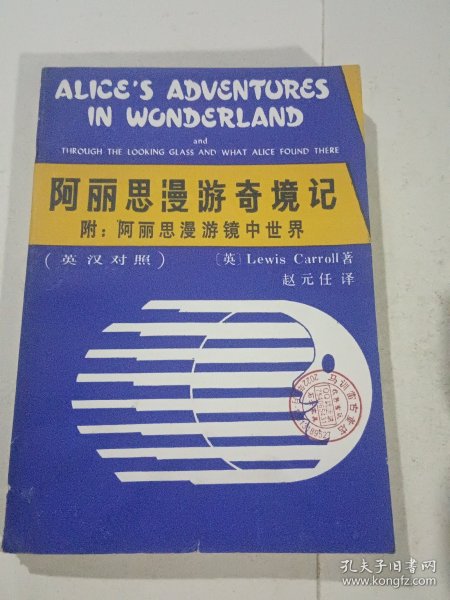 ALICE'S ADVENTURES
IN WONDERLAND
and
THROUGH THE LOOKING GLASS AND WHAT ALICE FOUND THERE
阿丽思漫游奇境记
附：阿丽思漫游镜中世界
（英汉对照）
〔英〕Lewis Carroll著
赵元任 译
孔夫子旧书网
www.kongfz.com